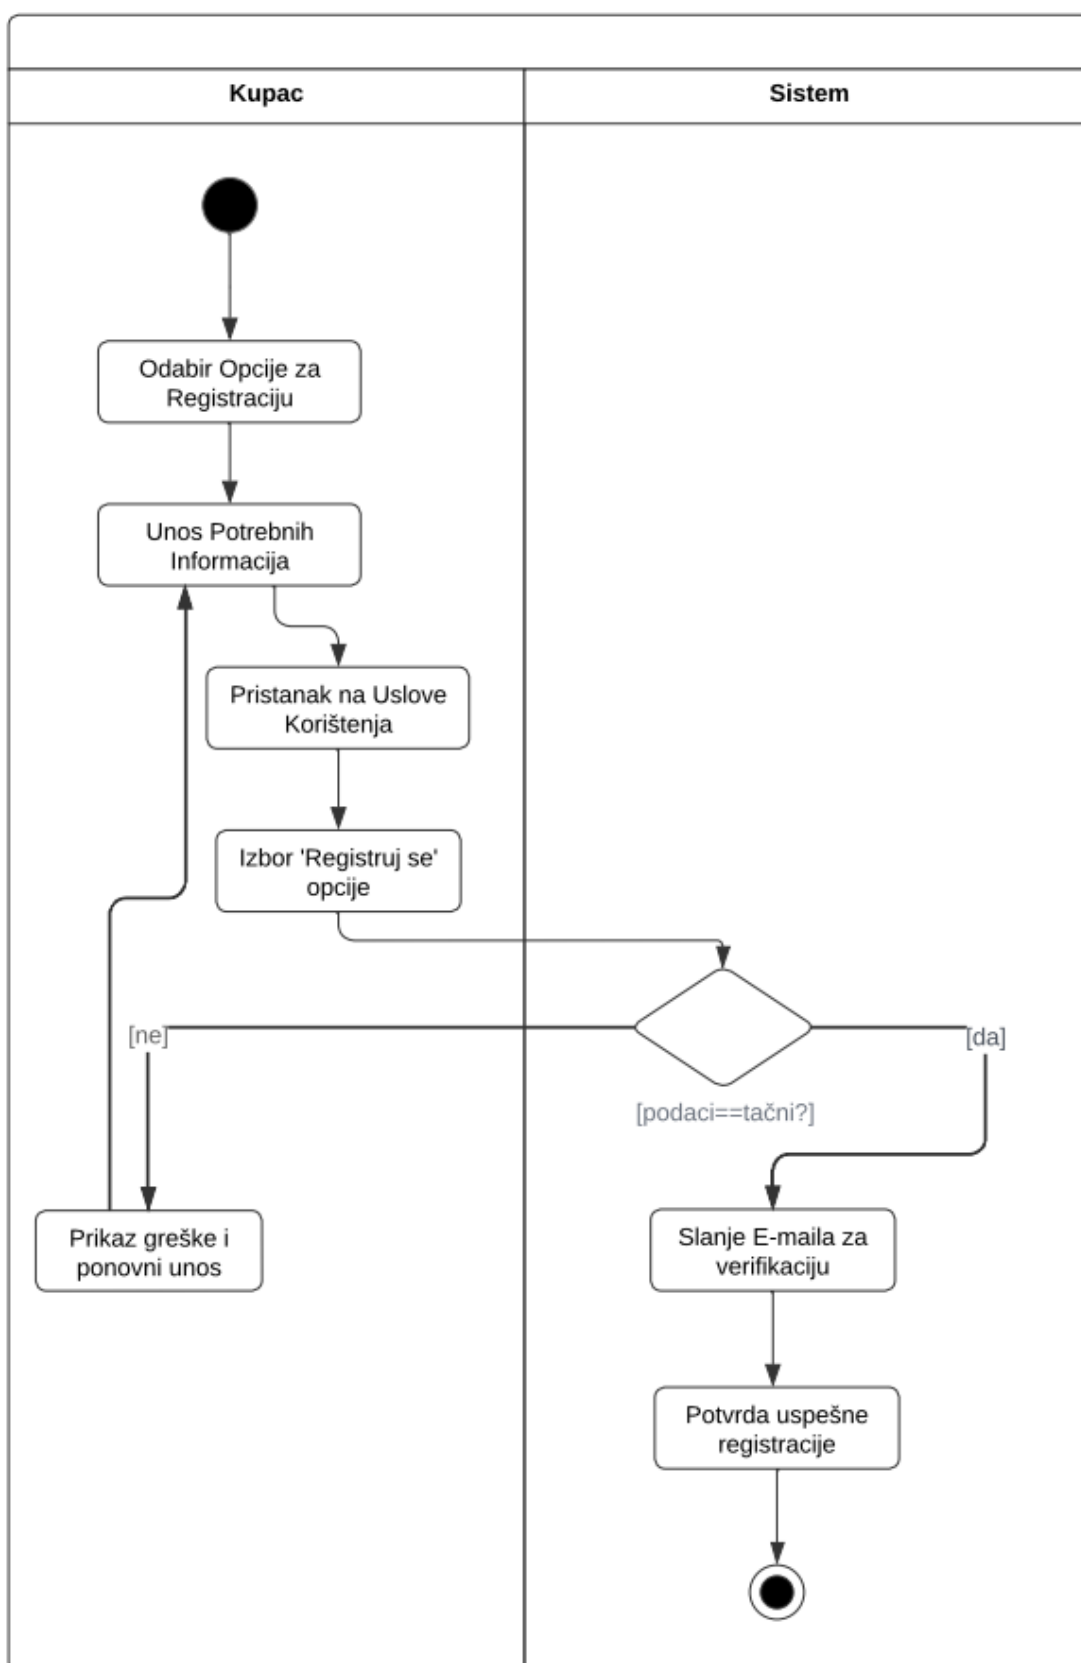 Kupac
Sistem
Odabir Opcije za
Registraciju
Unos Potrebnih
Informacija
Pristanak na Uslove
Korištenja
Izbor 'Registruj se'
opcije
[ne]
[da]
[podaci==tačni?]
Prikaz greške i
ponovni unos
Slanje E-maila za
verifikaciju
Potvrda uspešne
registracije